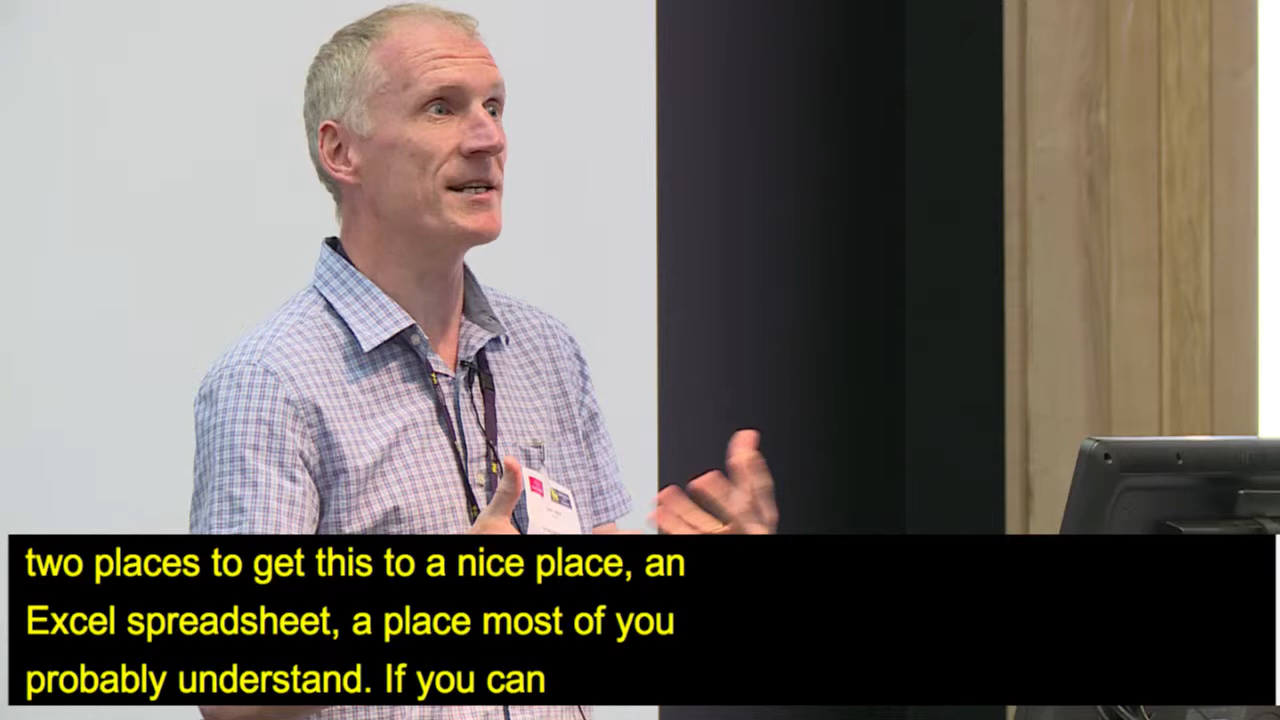 two places to get this to a nice place, an
Excel spreadsheet, a place most of you
probably understand. If you can